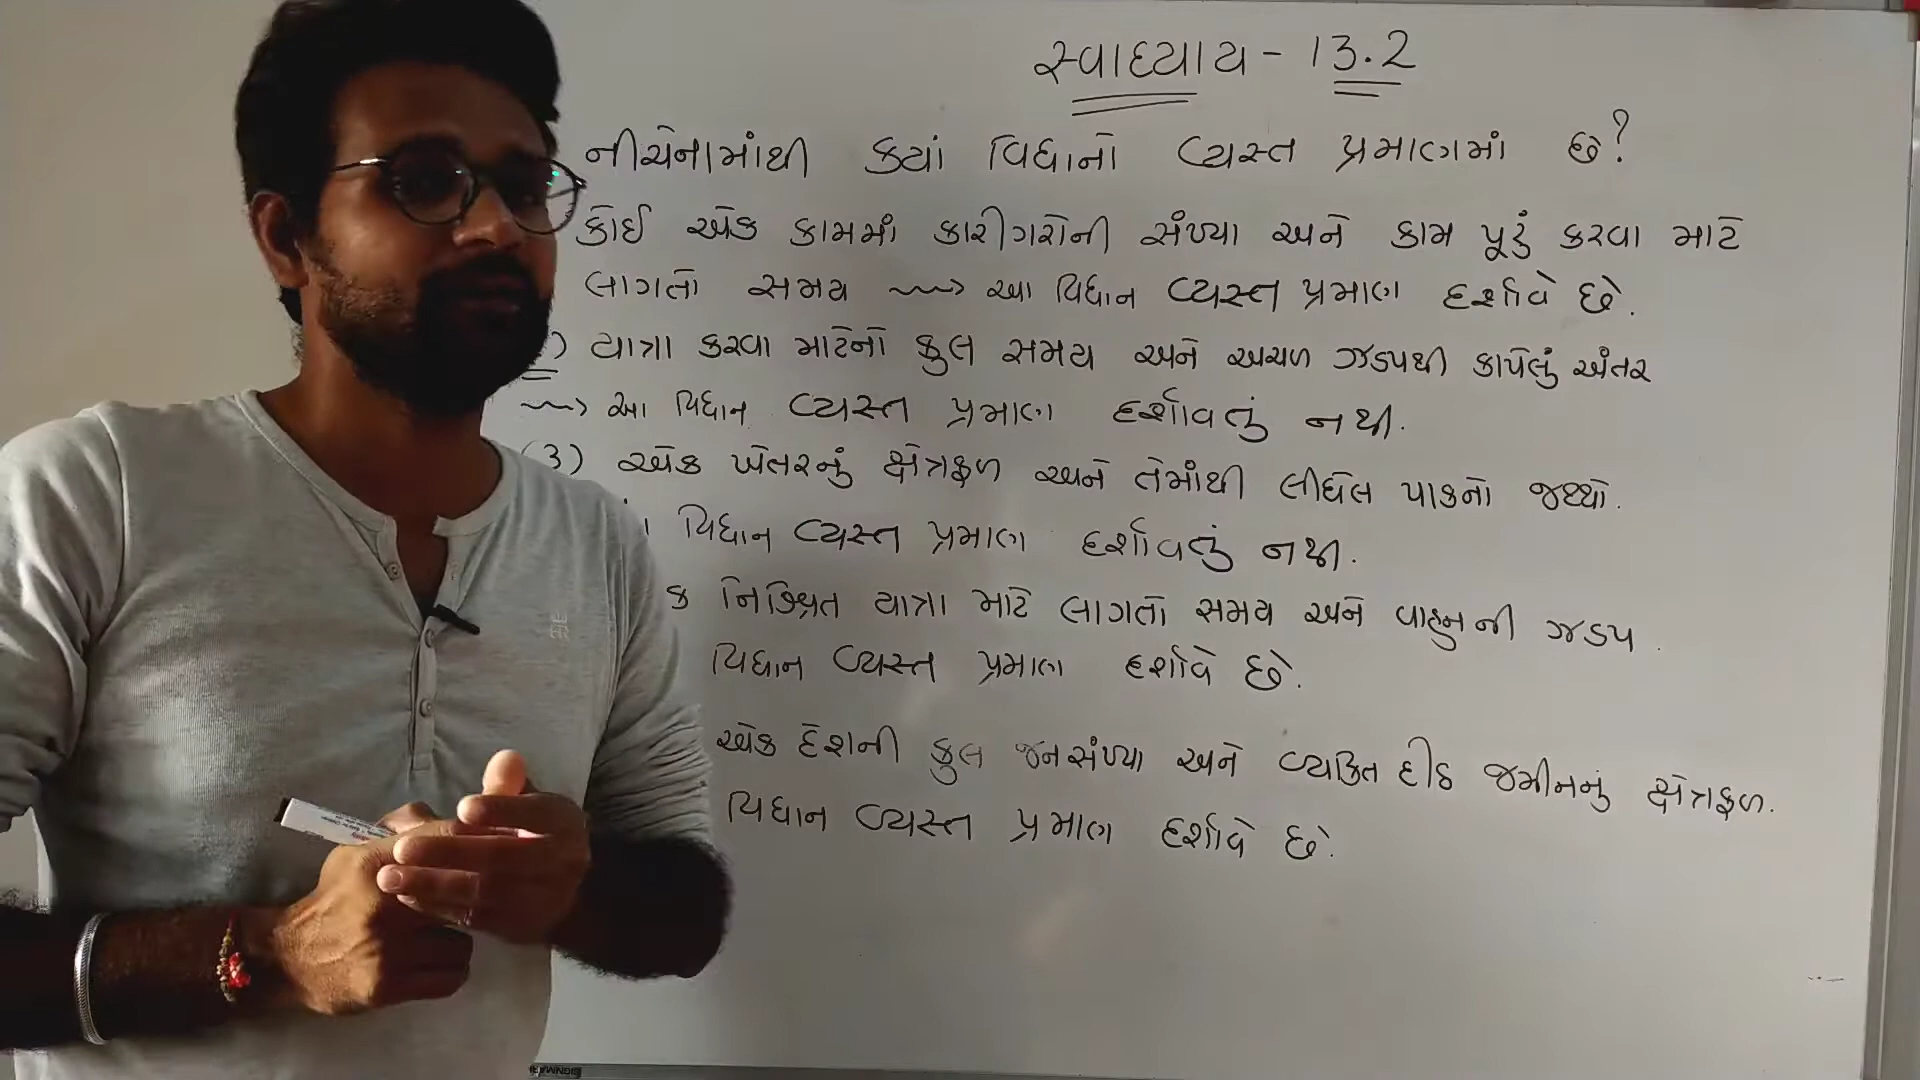 સ્વાધ્યાય - 13.2
નીચેનામાંથી કયાં વિધાનો વ્યસ્ત પ્રમાણમાં છે?
કોઈ એક કામમાં કારીગરોની સંખ્યા અને કામ પૂરું કરવા માટે
લાગતો સમય ⇝ આ વિધાન વ્યસ્ત પ્રમાણ દર્શાવે છે.
) યાત્રા કરવા માટેનો કુલ સમય અને અચળ ઝડપથી કાપેલું અંતર
⇝ આ વિધાન વ્યસ્ત પ્રમાણ દર્શાવતું નથી.
(3) એક ખેતરનું ક્ષેત્રફળ અને તેમાંથી લીધેલ પાકનો જથ્થો.
વિધાન વ્યસ્ત પ્રમાણ દર્શાવતું નથી.
ક નિશ્ચિત યાત્રા માટે લાગતો સમય અને વાહનની ઝડપ.
વિધાન વ્યસ્ત પ્રમાણ દર્શાવે છે.
એક દેશની કુલ જનસંખ્યા અને વ્યક્તિ દીઠ જમીનનું ક્ષેત્રફળ.
વિધાન વ્યસ્ત પ્રમાણ દર્શાવે છે.